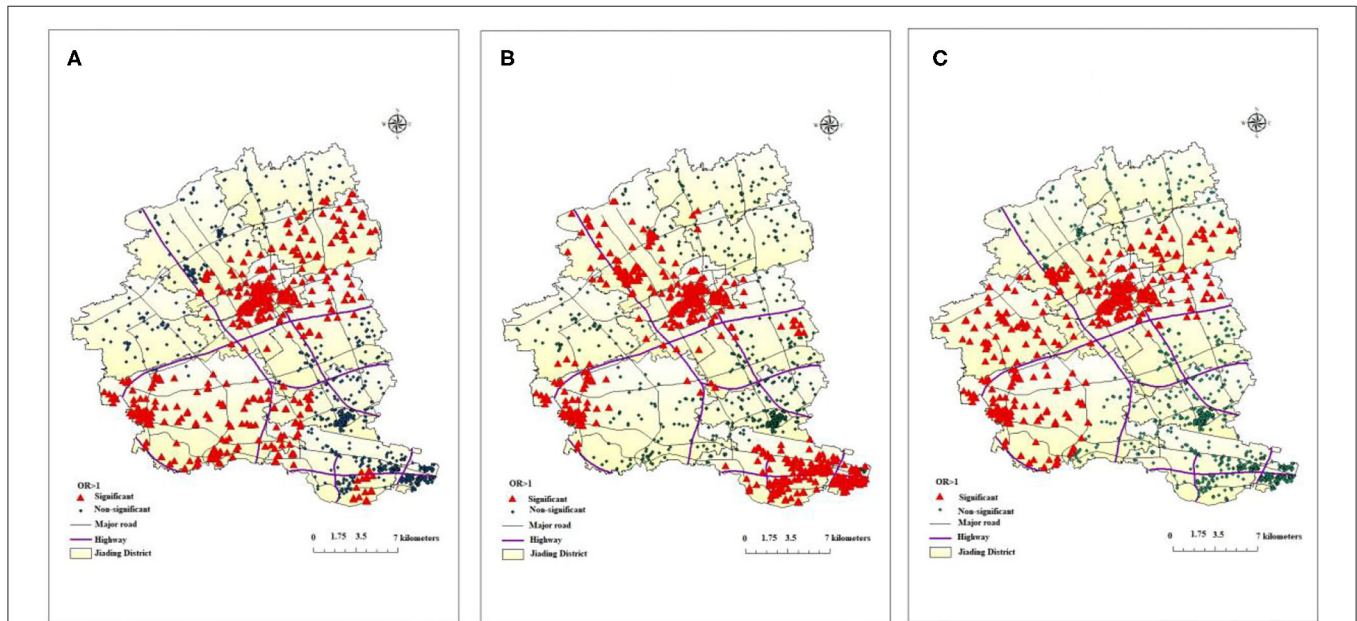 A
N
W
E
S
OR>1
Significant
Non-significant
Major road
Highway
Jiading District
0 1.75 3.5 7 kilometers
B
N
W
E
S
OR>1
Significant
Non-significant
Major road
Highway
Jiading District
0 1.75 3.5 7 kilometers
C
N
W
E
S
OR>1
Significant
Non-significant
Major road
Highway
Jiading District
0 1.75 3.5 7 kilometers